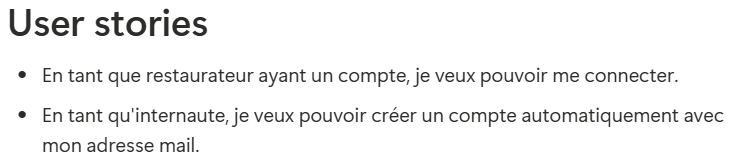 User stories
• En tant que restaurateur ayant un compte, je veux pouvoir me connecter.
• En tant qu'internaute, je veux pouvoir créer un compte automatiquement avec
mon adresse mail.